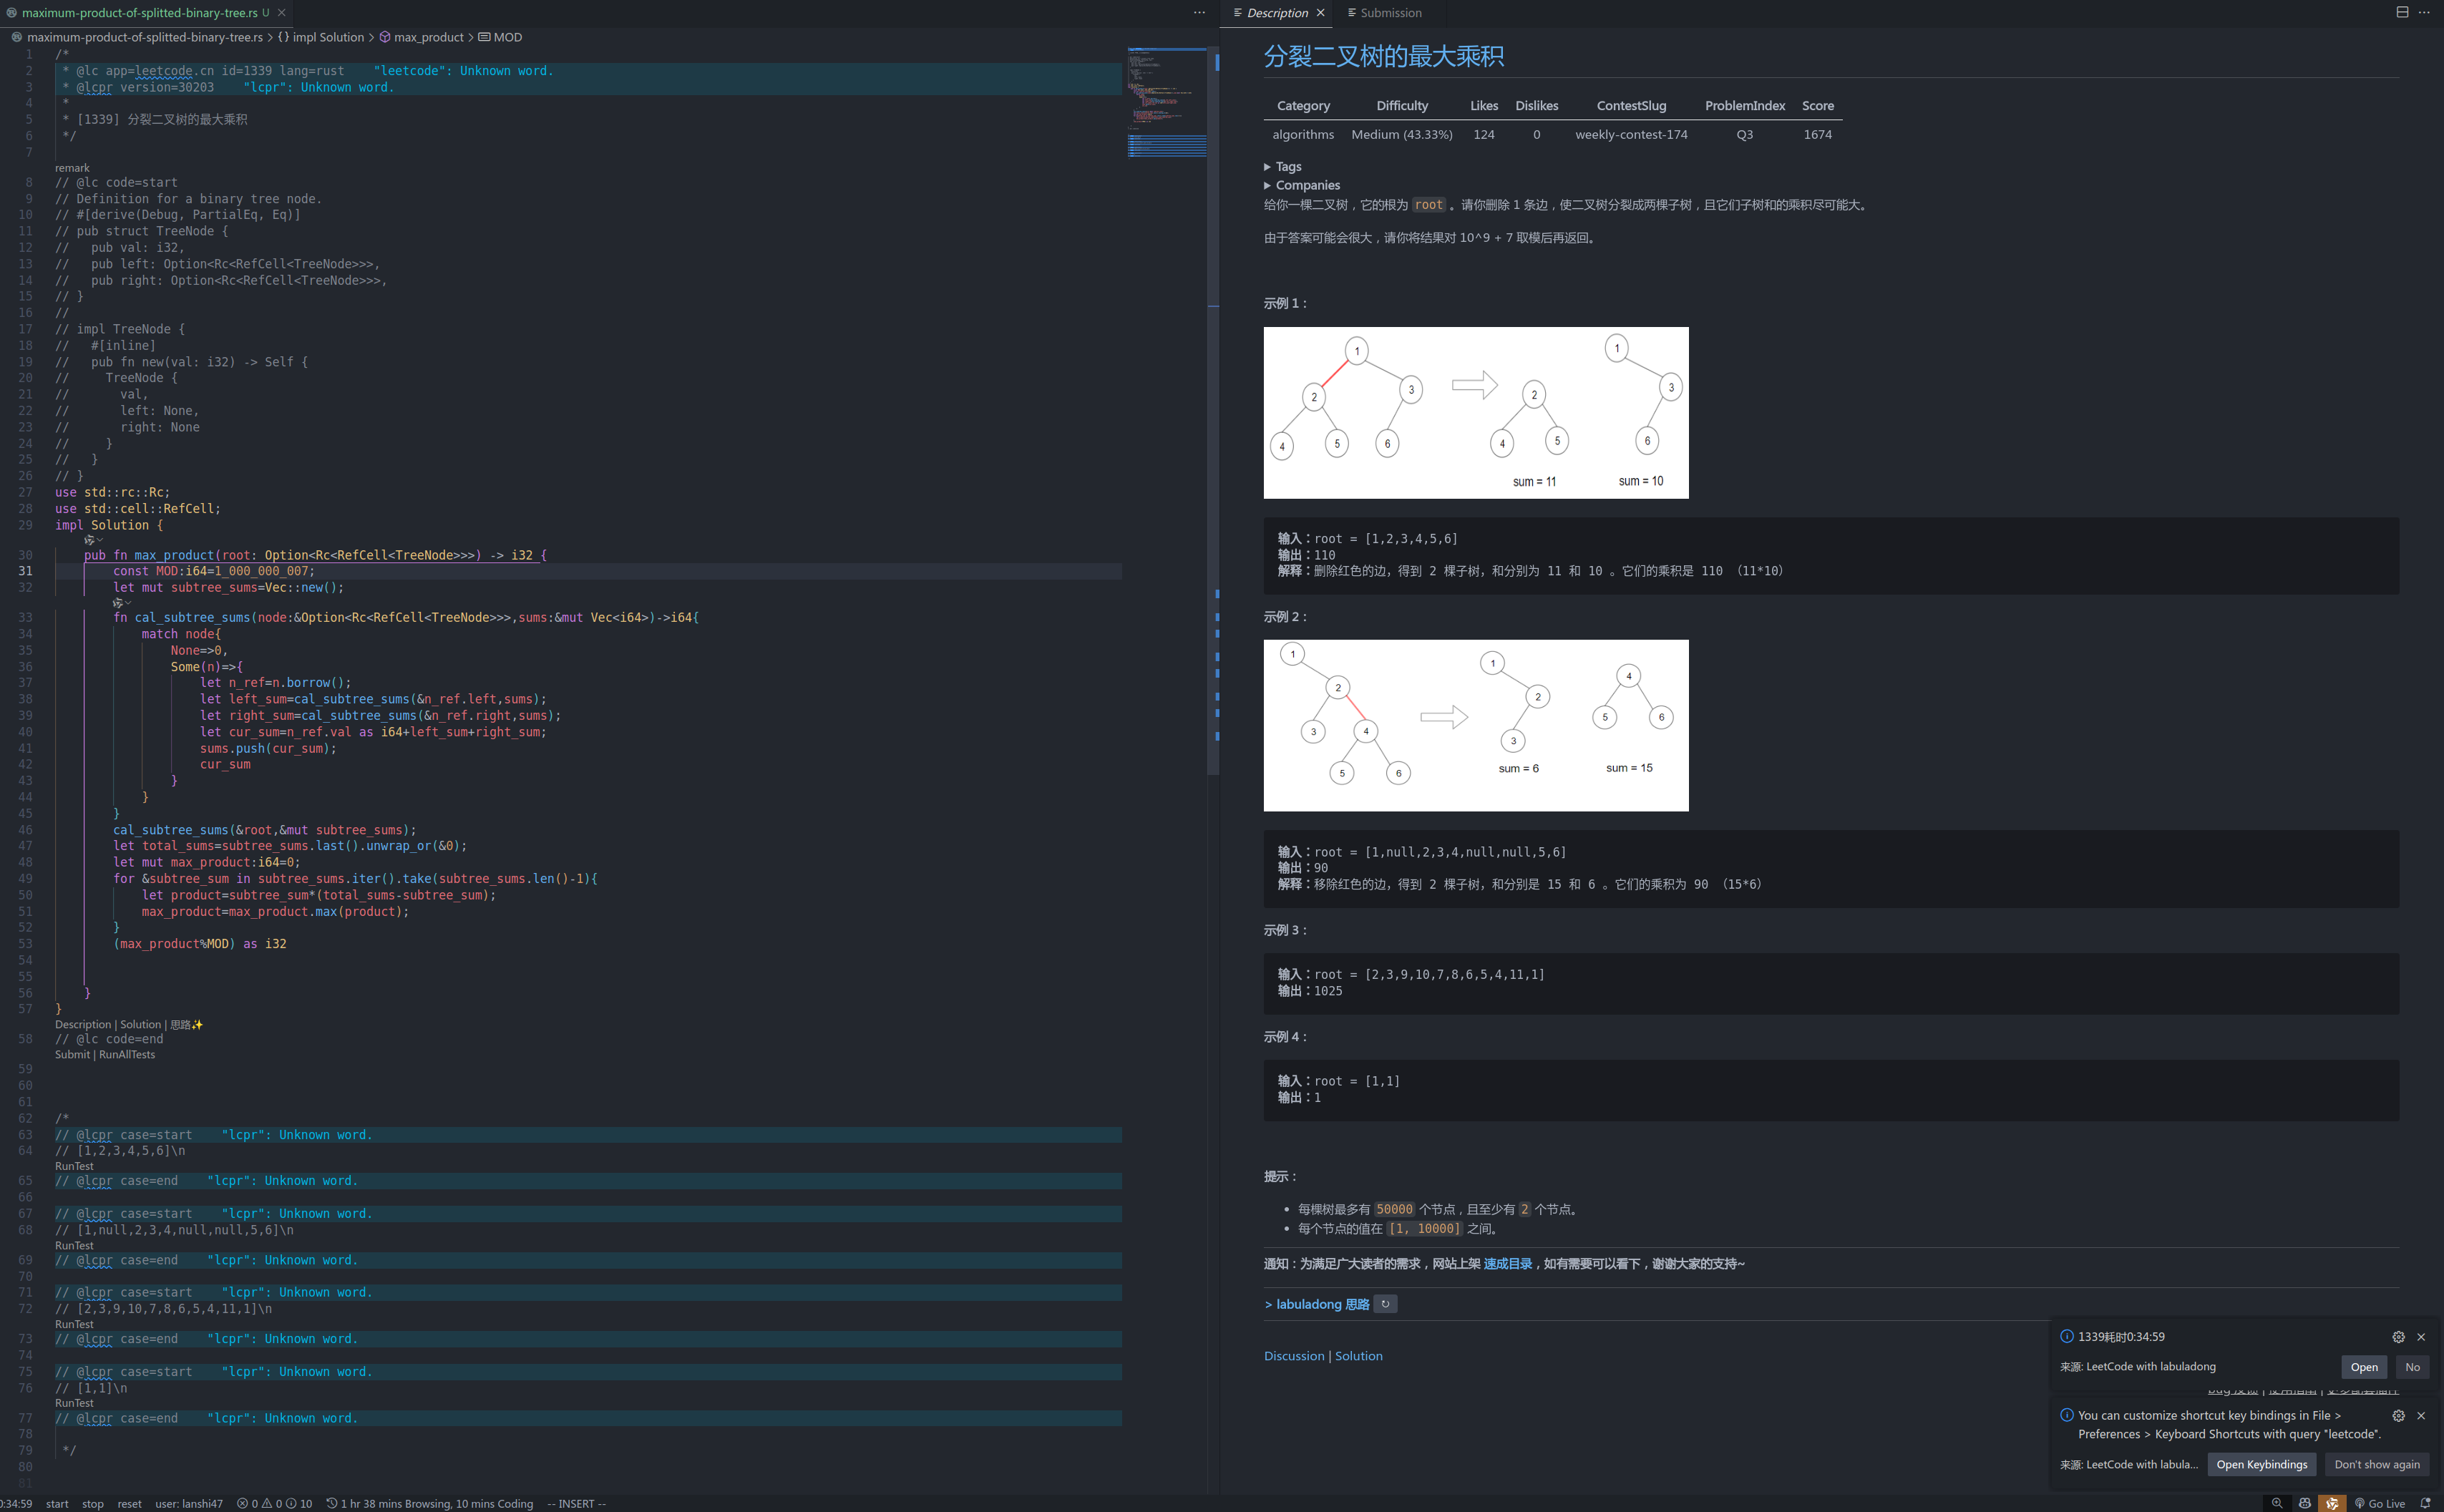 maximum-product-of-splitted-binary-tree.rs U
maximum-product-of-splitted-binary-tree.rs > {} impl Solution > max_product > MOD
1 /*
2 * @lc app=leetcode.cn id=1339 lang=rust "leetcode": Unknown word.
3 * @lcpr version=30203 "lcpr": Unknown word.
4 *
5 * [1339] 分裂二叉树的最大乘积
6 */
7
remark
8 // @lc code=start
9 // Definition for a binary tree node.
10 // #[derive(Debug, PartialEq, Eq)]
11 // pub struct TreeNode {
12 //   pub val: i32,
13 //   pub left: Option<Rc<RefCell<TreeNode>>>,
14 //   pub right: Option<Rc<RefCell<TreeNode>>>,
15 // }
16 //
17 // impl TreeNode {
18 //   #[inline]
19 //   pub fn new(val: i32) -> Self {
20 //     TreeNode {
21 //       val,
22 //       left: None,
23 //       right: None
24 //     }
25 //   }
26 // }
27 use std::rc::Rc;
28 use std::cell::RefCell;
29 impl Solution {
30     pub fn max_product(root: Option<Rc<RefCell<TreeNode>>>) -> i32 {
31         const MOD:i64=1_000_000_007;
32         let mut subtree_sums=Vec::new();
33         fn cal_subtree_sums(node:&Option<Rc<RefCell<TreeNode>>>,sums:&mut Vec<i64>)->i64{
34             match node{
35                 None=>0,
36                 Some(n)=>{
37                     let n_ref=n.borrow();
38                     let left_sum=cal_subtree_sums(&n_ref.left,sums);
39                     let right_sum=cal_subtree_sums(&n_ref.right,sums);
40                     let cur_sum=n_ref.val as i64+left_sum+right_sum;
41                     sums.push(cur_sum);
42                     cur_sum
43                 }
44             }
45         }
46         cal_subtree_sums(&root,&mut subtree_sums);
47         let total_sums=subtree_sums.last().unwrap_or(&0);
48         let mut max_product:i64=0;
49         for &subtree_sum in subtree_sums.iter().take(subtree_sums.len()-1){
50             let product=subtree_sum*(total_sums-subtree_sum);
51             max_product=max_product.max(product);
52         }
53         (max_product%MOD) as i32
54
55
56     }
57 }
Description | Solution | 思路✨
58 // @lc code=end
Submit | RunAllTests
59
60
61
62 /*
63 // @lcpr case=start "lcpr": Unknown word.
64 // [1,2,3,4,5,6]\n
RunTest
65 // @lcpr case=end "lcpr": Unknown word.
66
67 // @lcpr case=start "lcpr": Unknown word.
68 // [1,null,2,3,4,null,null,5,6]\n
RunTest
69 // @lcpr case=end "lcpr": Unknown word.
70
71 // @lcpr case=start "lcpr": Unknown word.
72 // [2,3,9,10,7,8,6,5,4,11,1]\n
RunTest
73 // @lcpr case=end "lcpr": Unknown word.
74
75 // @lcpr case=start "lcpr": Unknown word.
76 // [1,1]\n
RunTest
77 // @lcpr case=end "lcpr": Unknown word.
78
79 */
80
81
Description Submission
分裂二叉树的最大乘积
Category Difficulty Likes Dislikes ContestSlug ProblemIndex Score
algorithms Medium (43.33%) 124 0 weekly-contest-174 Q3 1674
▶ Tags
▶ Companies
给你一棵二叉树，它的根为 root 。请你删除 1 条边，使二叉树分裂成两棵子树，且它们子树和的乘积尽可能大。
由于答案可能会很大，请你将结果对 10^9 + 7 取模后再返回。
示例 1：
1 2 3 4 5 6
2 4 5
1 3 6
sum = 11 sum = 10
输入：root = [1,2,3,4,5,6]
输出：110
解释：删除红色的边，得到 2 棵子树，和分别为 11 和 10 。它们的乘积是 110 （11*10）
示例 2：
1 2 3 4 5 6
1 2 3
4 5 6
sum = 6 sum = 15
输入：root = [1,null,2,3,4,null,null,5,6]
输出：90
解释：移除红色的边，得到 2 棵子树，和分别是 15 和 6 。它们的乘积为 90 （15*6）
示例 3：
输入：root = [2,3,9,10,7,8,6,5,4,11,1]
输出：1025
示例 4：
输入：root = [1,1]
输出：1
提示：
• 每棵树最多有 50000 个节点，且至少有 2 个节点。
• 每个节点的值在 [1, 10000] 之间。
通知：为满足广大读者的需求，网站上架 速成目录，如有需要可以看下，谢谢大家的支持~
> labuladong 思路
Discussion | Solution
1339耗时0:34:59
来源: LeetCode with labuladong
Open No
You can customize shortcut key bindings in File >
Preferences > Keyboard Shortcuts with query "leetcode".
来源: LeetCode with labula...
Open Keybindings Don't show again
0:34:59 start stop reset user: lanshi47 0 0 10 1 hr 38 mins Browsing, 10 mins Coding -- INSERT -- Go Live